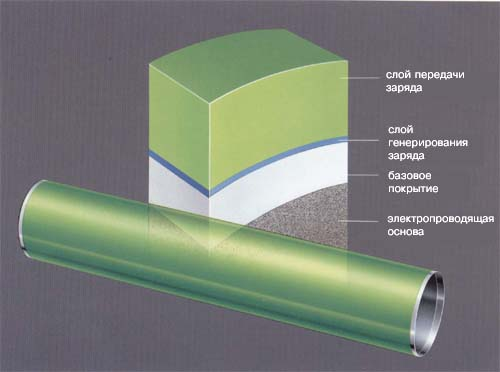 слой передачи
заряда
слой
генерирования
заряда
базовое
покрытие
электропроводящая
основа